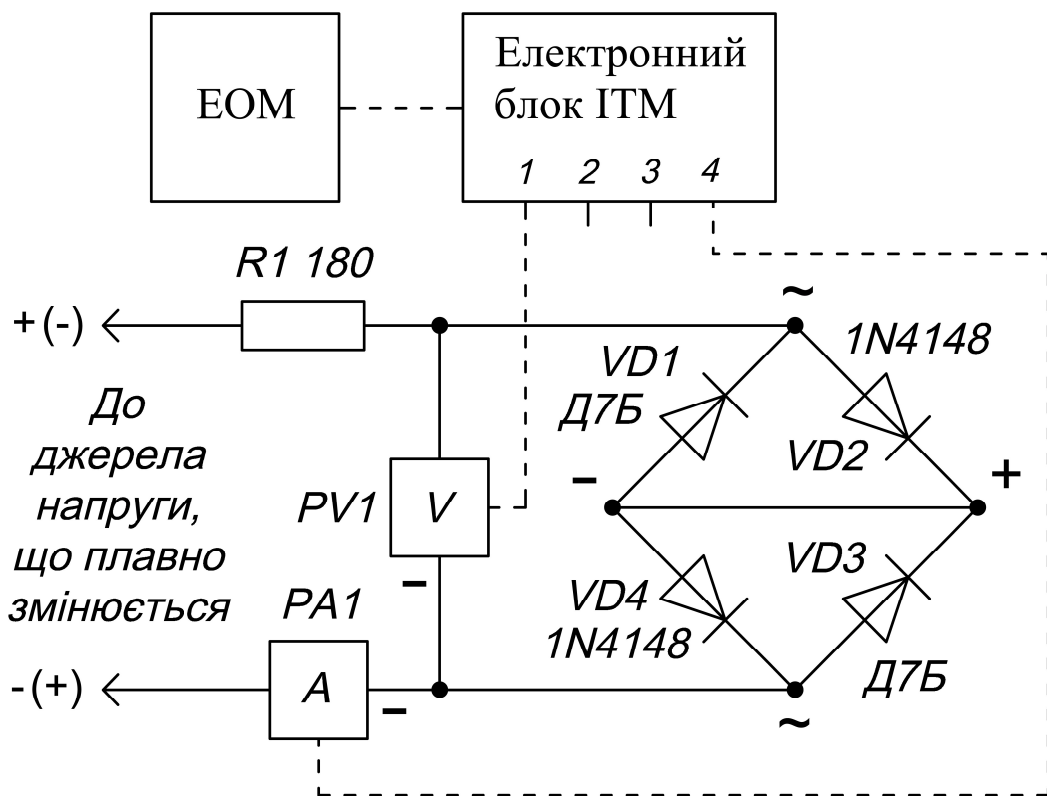 ЕОМ
Електронний
блок ІТМ
1 2 3 4
R1 180
+(-)
~
1N4148
VD1
Д7Б
VD2
До
джерела
напруги,
що плавно
змінюється
PV1
V
-
-
+
VD3
VD4
1N4148
Д7Б
PA1
A
-
-(+)
~